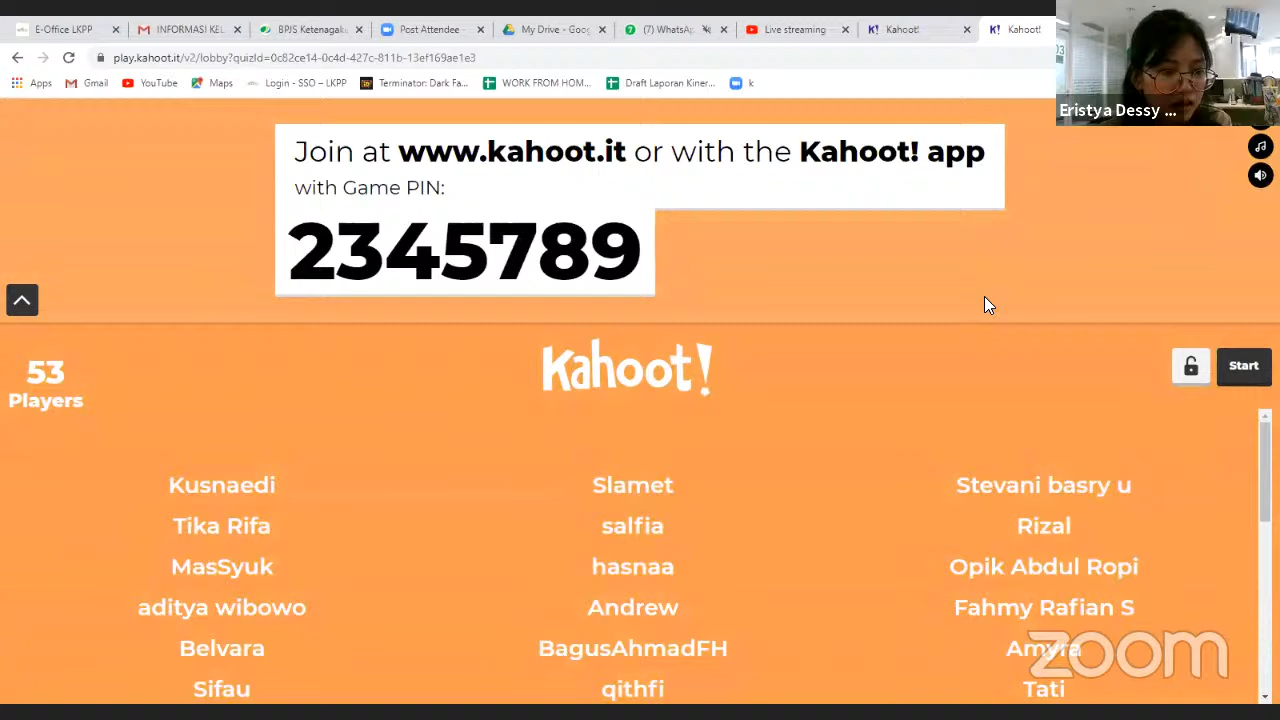 E-Office LKPP
INFORMASI KEL
BPJS Ketenagaku
Post Attendee -
My Drive - Goog
(7) WhatsAp
Live streaming -
Kahoot!
Kahoot!
play.kahoot.it/v2/lobby?quizId=0c82ce14-0c4d-427c-811b-13ef169ae1e3
Apps
Gmail
YouTube
Maps
Login - SSO – LKPP
Terminator: Dark Fa...
WORK FROM HOM...
Draft Laporan Kiner...
k
Eristya Dessy ...
Join at www.kahoot.it or with the Kahoot! app
with Game PIN:
2345789
53
Players
Kahoot!
Start
Kusnaedi
Slamet
Stevani basry u
Tika Rifa
salfia
Rizal
MasSyuk
hasnaa
Opik Abdul Ropi
aditya wibowo
Andrew
Fahmy Rafian S
Belvara
BagusAhmadFH
Amyra
Sifau
qithfi
Tati
zoom